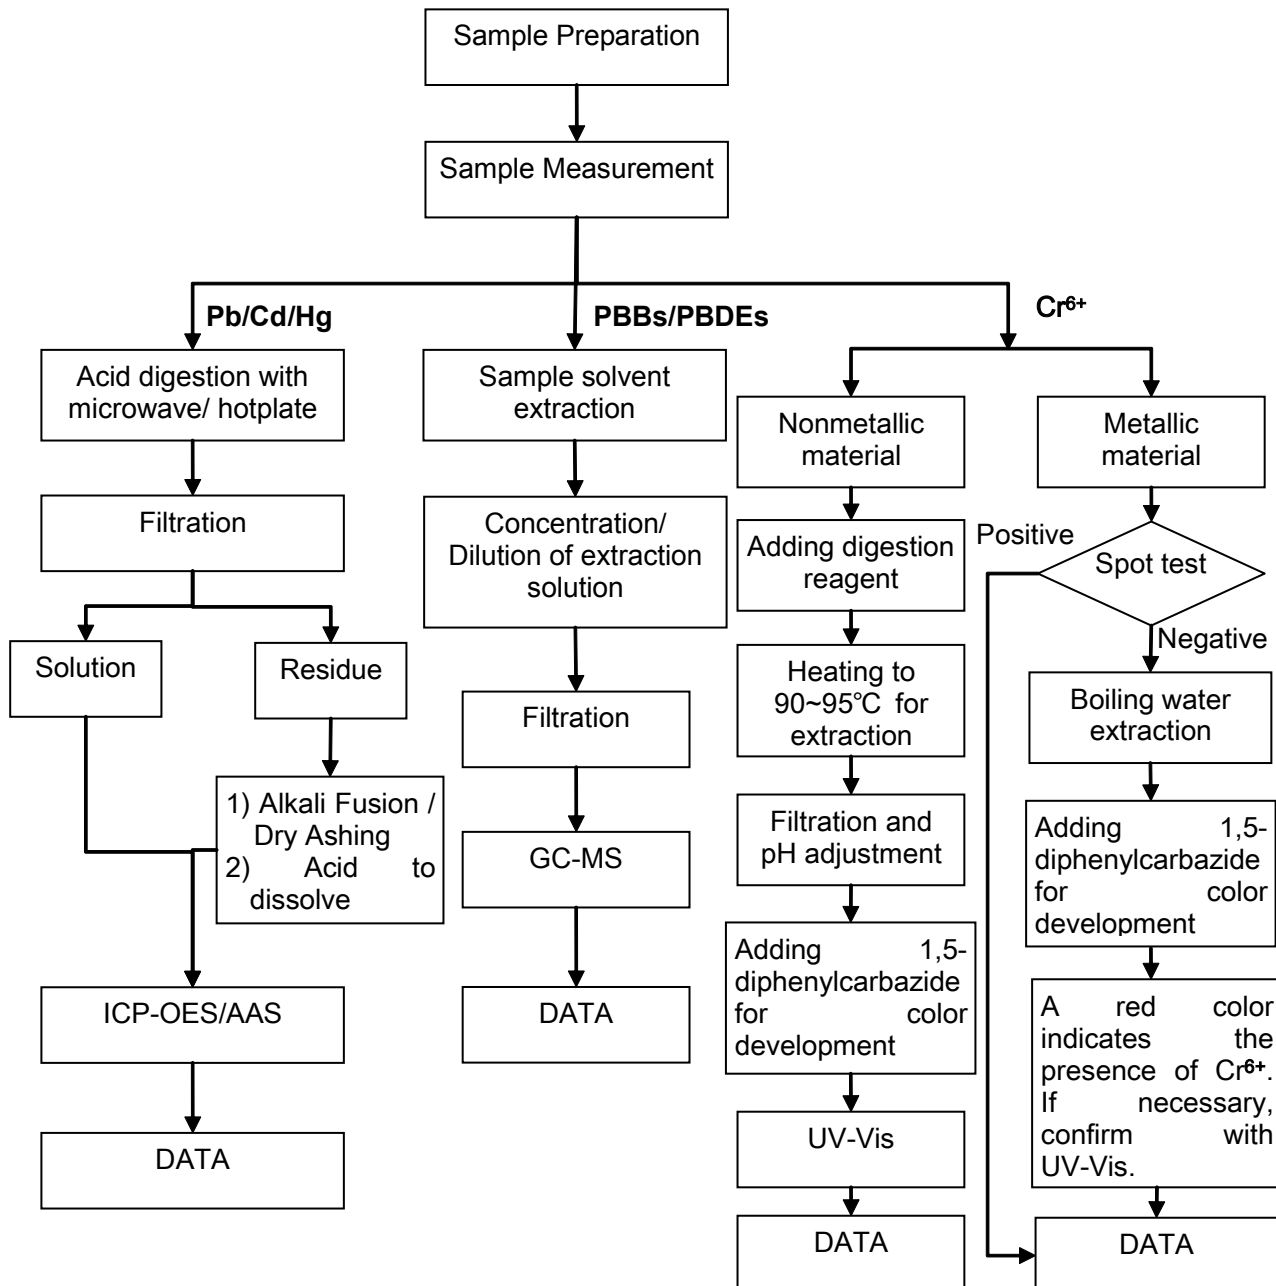 Sample Preparation
Sample Measurement
Pb/Cd/Hg
PBBs/PBDEs
Cr⁶⁺
Acid digestion with
microwave/ hotplate
Filtration
Solution
Residue
1) Alkali Fusion /
Dry Ashing
2) Acid to
dissolve
ICP-OES/AAS
DATA
Sample solvent
extraction
Concentration/
Dilution of extraction
solution
Filtration
GC-MS
DATA
Nonmetallic
material
Adding digestion
reagent
Heating to
90~95℃ for
extraction
Filtration and
pH adjustment
Adding 1,5-
diphenylcarbazide
for color
development
UV-Vis
DATA
Metallic
material
Spot test
Positive
Negative
Boiling water
extraction
Adding 1,5-
diphenylcarbazide
for color
development
A red color
indicates the
presence of Cr⁶⁺.
If necessary,
confirm with
UV-Vis.
DATA